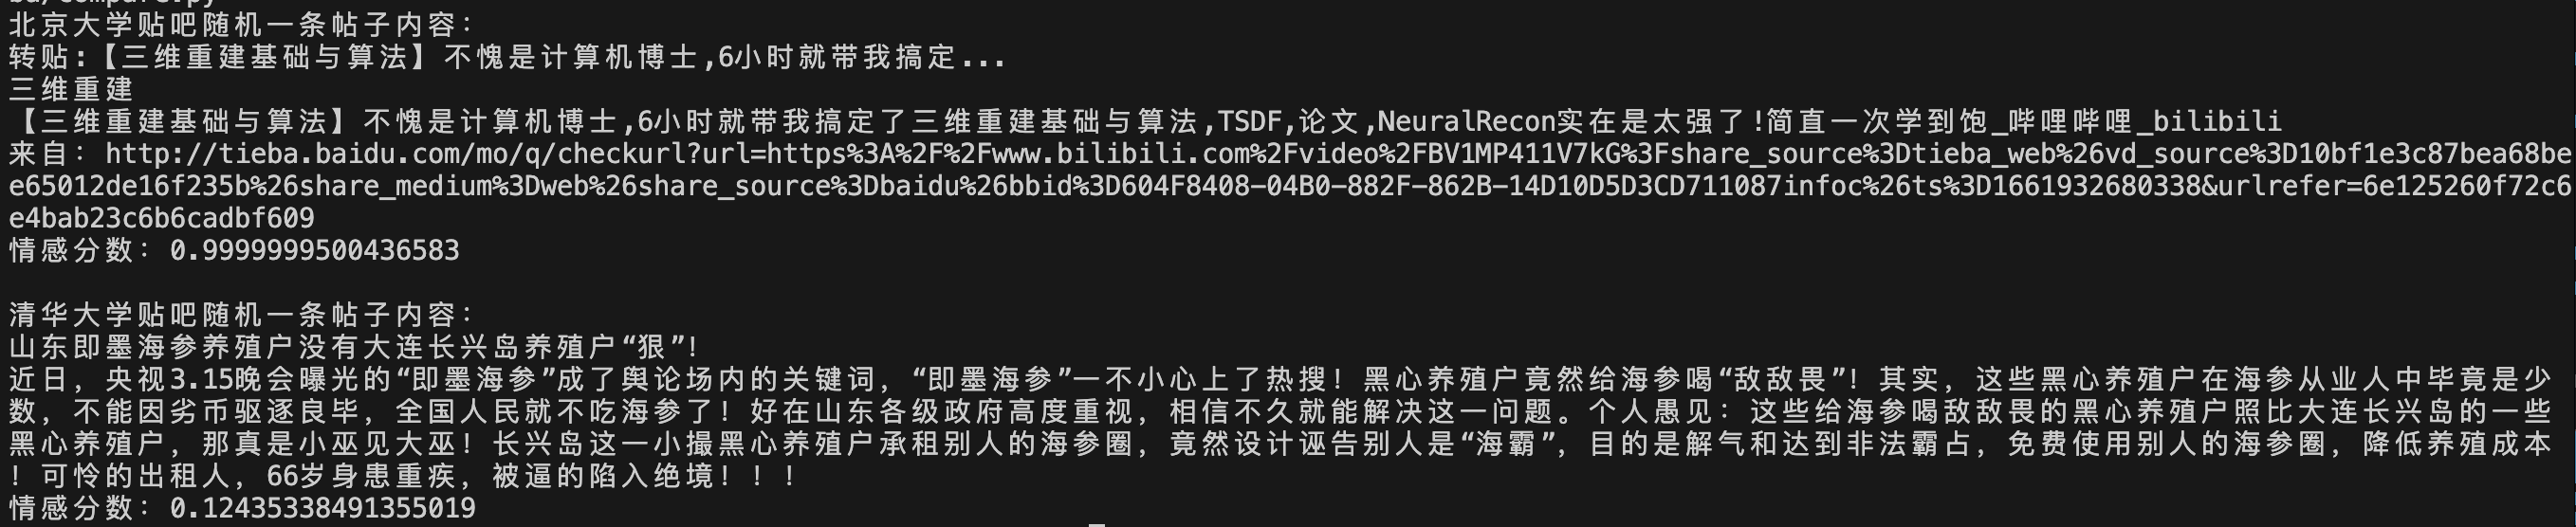 ba/compare.py
北京大学贴吧随机一条帖子内容：
转贴:【三维重建基础与算法】不愧是计算机博士,6小时就带我搞定...
三维重建
【三维重建基础与算法】不愧是计算机博士,6小时就带我搞定了三维重建基础与算法,TSDF,论文,NeuralRecon实在是太强了!简直一次学到饱_哔哩哔哩_bilibili
来自：http://tieba.baidu.com/mo/q/checkurl?url=https%3A%2F%2Fwww.bilibili.com%2Fvideo%2FBV1MP411V7kG%3Fshare_source%3Dtieba_web%26vd_source%3D10bf1e3c87bea68be
e65012de16f235b%26share_medium%3Dweb%26share_source%3Dbaidu%26bbid%3D604F8408-04B0-882F-862B-14D10D5D3CD711087infoc%26ts%3D1661932680338&urlrefer=6e125260f72c6
e4bab23c6b6cadbf609
情感分数：0.9999999500436583
清华大学贴吧随机一条帖子内容：
山东即墨海参养殖户没有大连长兴岛养殖户“狠”！
近日，央视3.15晚会曝光的“即墨海参”成了舆论场内的关键词，“即墨海参”一不小心上了热搜！黑心养殖户竟然给海参喝“敌敌畏”！其实，这些黑心养殖户在海参从业人中毕竟是少
数，不能因劣币驱逐良毕，全国人民就不吃海参了！好在山东各级政府高度重视，相信不久就能解决这一问题。个人愚见：这些给海参喝敌敌畏的黑心养殖户照比大连长兴岛的一些
黑心养殖户，那真是小巫见大巫！长兴岛这一小撮黑心养殖户承租别人的海参圈，竟然设计诬告别人是“海霸”，目的是解气和达到非法霸占，免费使用别人的海参圈，降低养殖成本
！可怜的出租人，66岁身患重疾，被逼的陷入绝境！！！
情感分数：0.12435338491355019